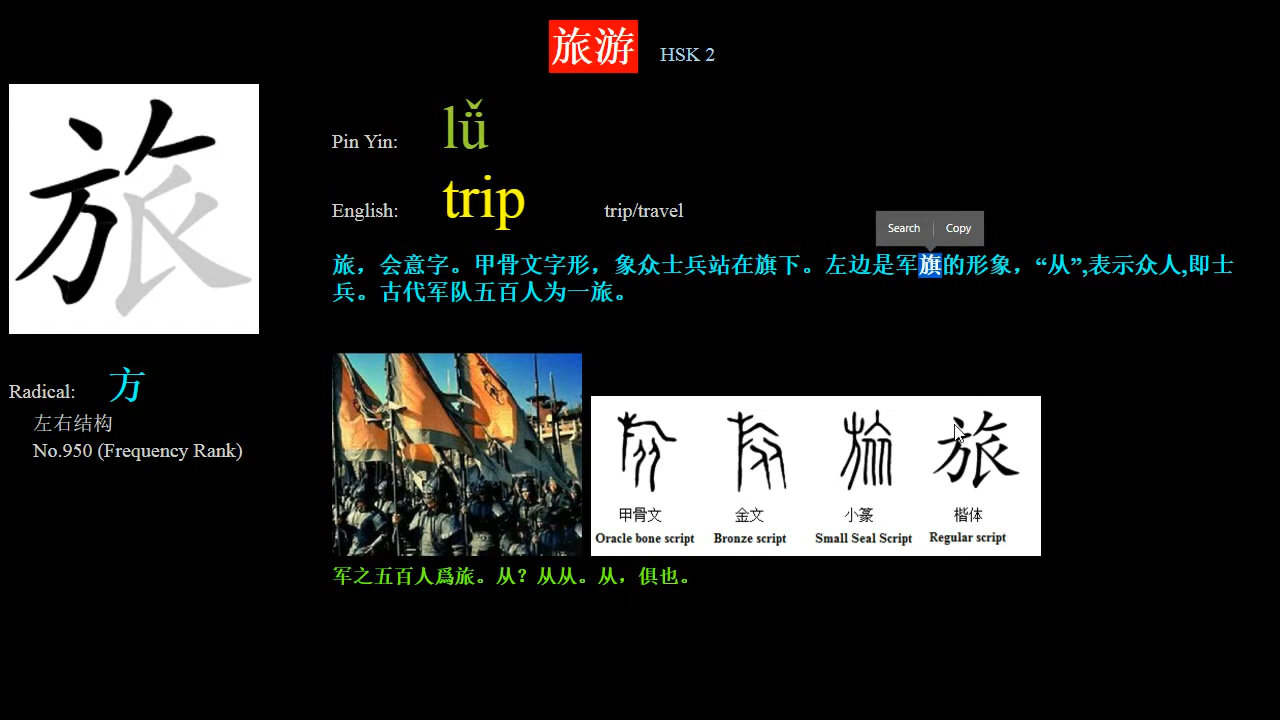 旅游 HSK 2
旅
Pin Yin: lǚ
English: trip trip/travel
Search Copy
旅，会意字。甲骨文字形，象众士兵站在旗下。左边是军旗的形象，“从”,表示众人,即士
兵。古代军队五百人为一旅。
Radical: 方
左右结构
No.950 (Frequency Rank)
旅
甲骨文 金文 小篆 楷体
Oracle bone script Bronze script Small Seal Script Regular script
军之五百人爲旅。从？从从。从，俱也。